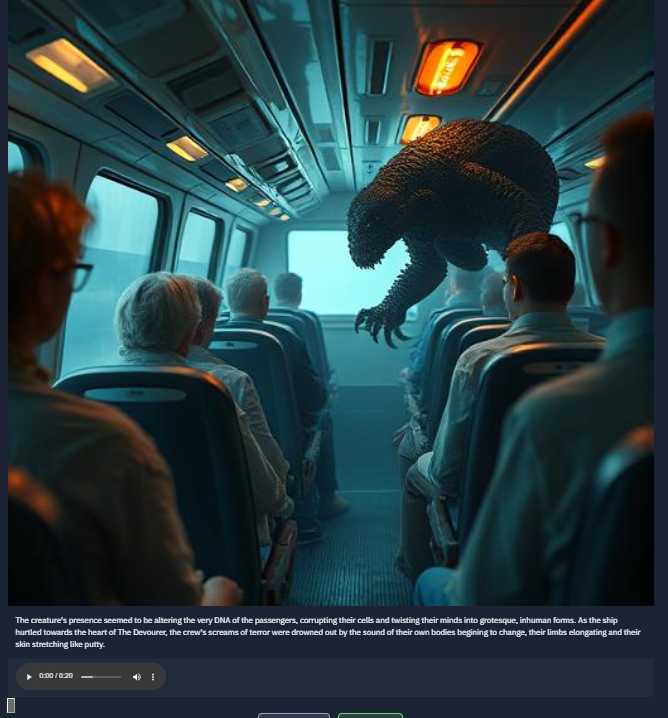 The creature's presence seemed to be altering the very DNA of the passengers, corrupting their cells and twisting their minds into grotesque, inhuman forms. As the ship
hurtled towards the heart of The Devourer, the crew's screams of terror were drowned out by the sound of their own bodies begining to change, their limbs elongating and their
skin stretching like putty.
0:00 / 0:20